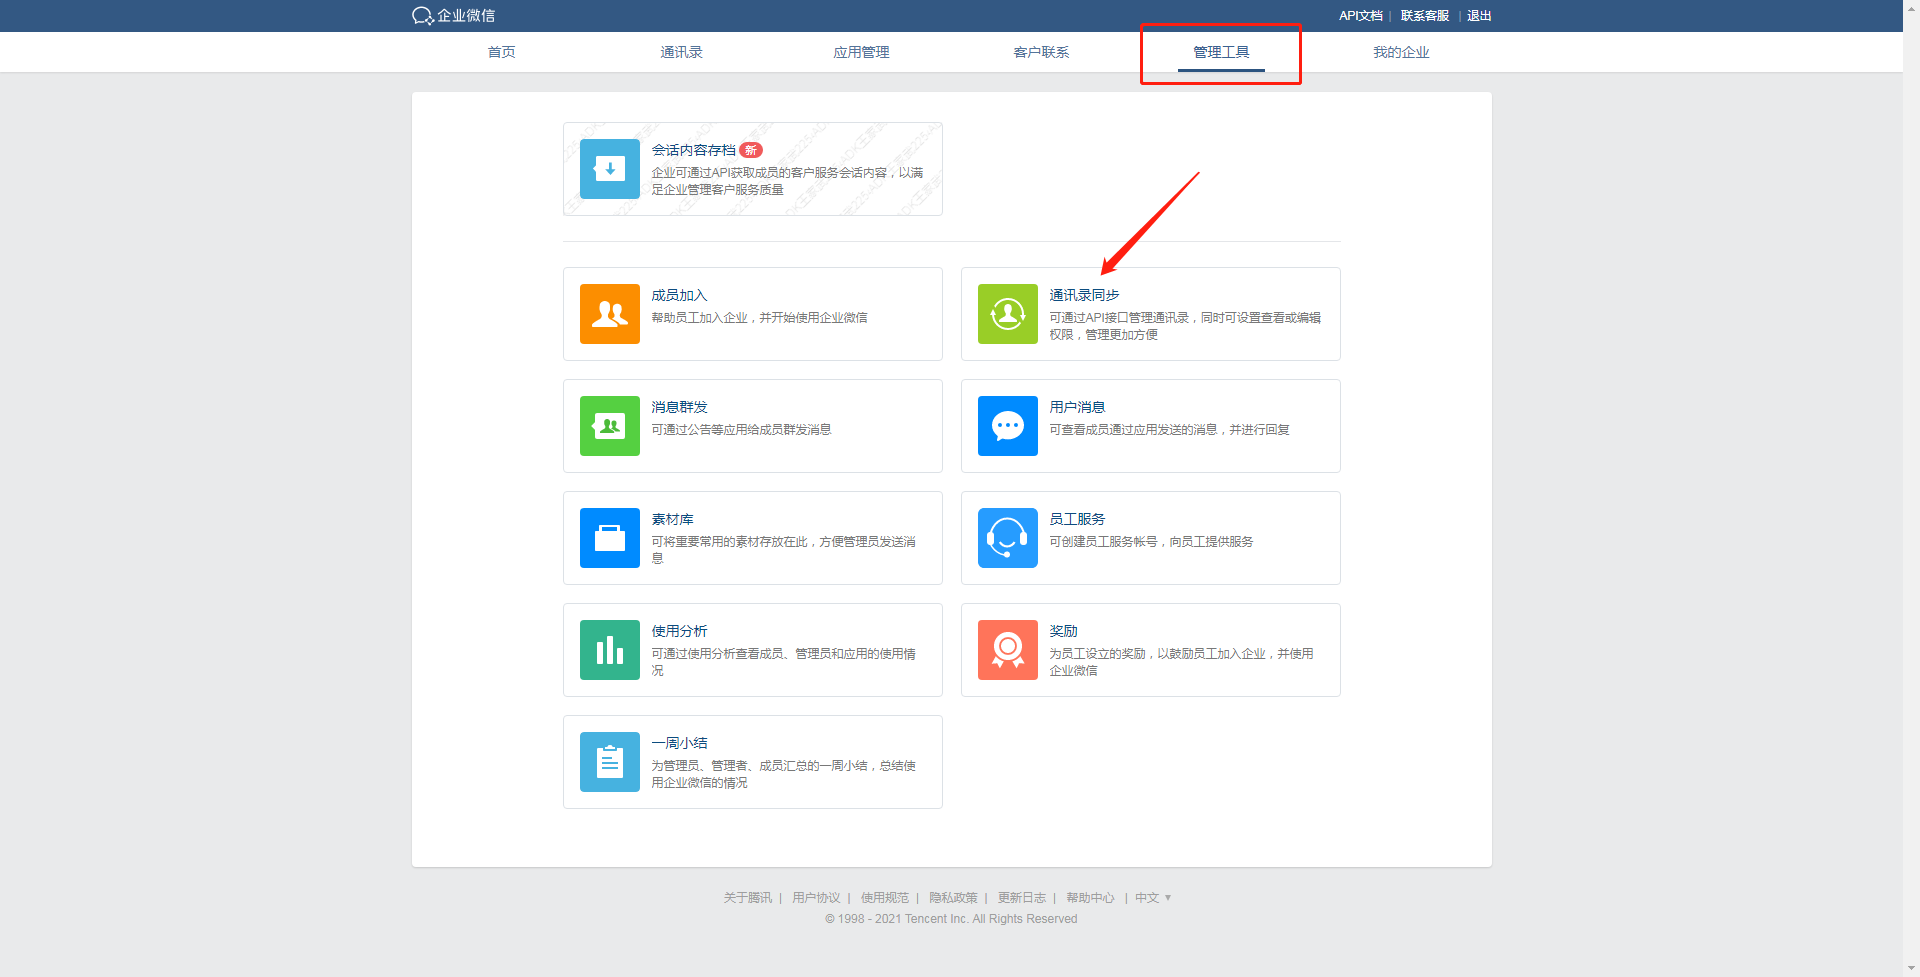 企业微信
API文档 | 联系客服 | 退出
首页 通讯录 应用管理 客户联系 管理工具 我的企业
会话内容存档 新
企业可通过API获取成员的客户服务会话内容，以满
足企业管理客户服务质量
成员加入
帮助员工加入企业，并开始使用企业微信
通讯录同步
可通过API接口管理通讯录，同时可设置查看或编辑
权限，管理更加方便
消息群发
可通过公告等应用给成员群发消息
用户消息
可查看成员通过应用发送的消息，并进行回复
素材库
可将重要常用的素材存放在此，方便管理员发送消
息
员工服务
可创建员工服务帐号，向员工提供服务
使用分析
可通过使用分析查看成员、管理员和应用的使用情
况
奖励
为员工设立的奖励，以鼓励员工加入企业，并使用
企业微信
一周小结
为管理员、管理者、成员汇总的一周小结，总结使
用企业微信的情况
关于腾讯 | 用户协议 | 使用规范 | 隐私政策 | 更新日志 | 帮助中心 | 中文 ▼
© 1998 - 2021 Tencent Inc. All Rights Reserved